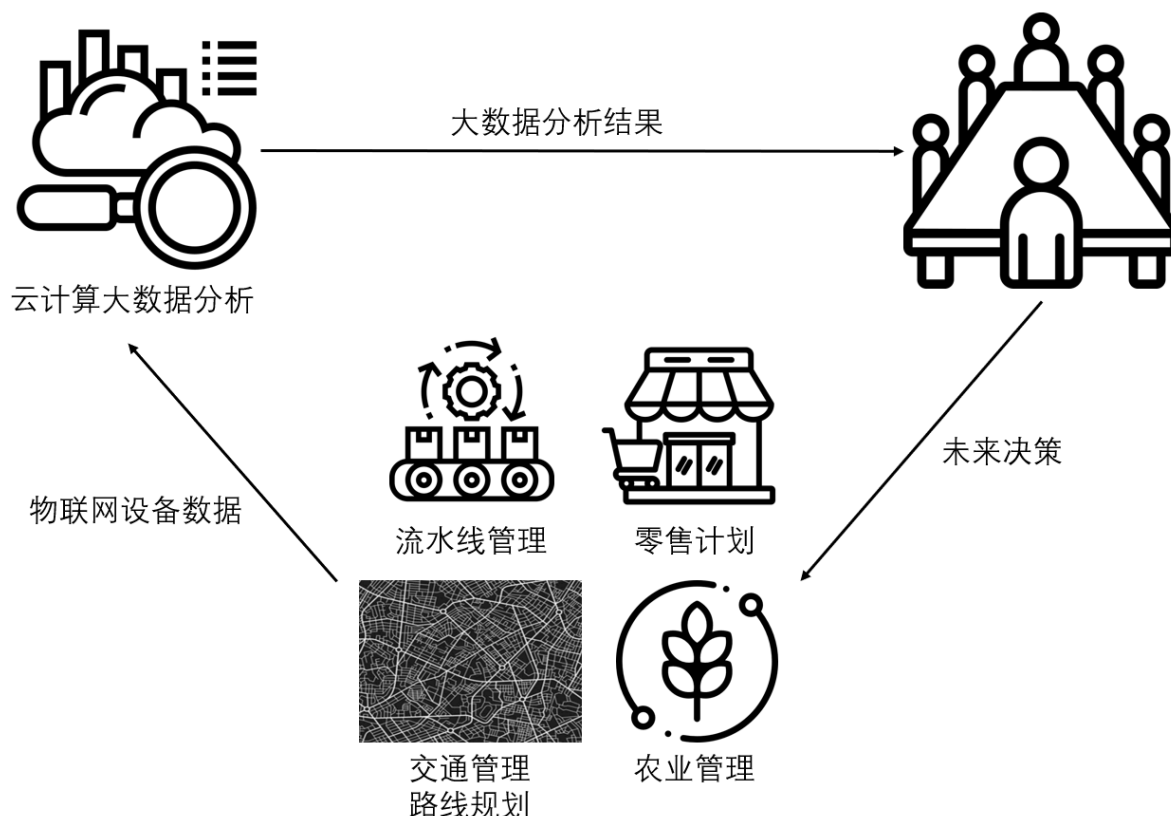 大数据分析结果
云计算大数据分析
未来决策
物联网设备数据
流水线管理
零售计划
交通管理
路线规划
农业管理